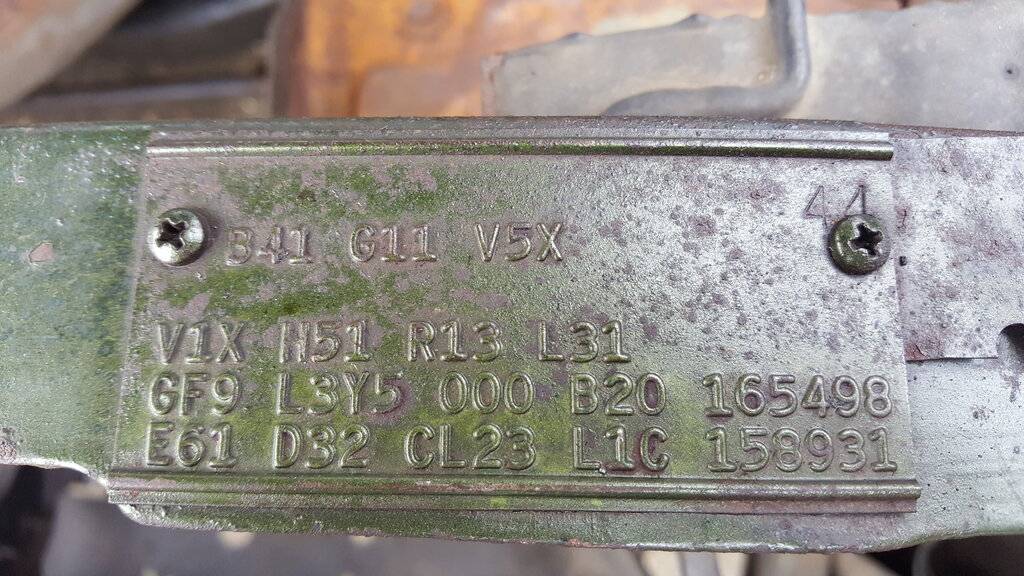 44
B41 G11 V5X
V1X H51 R13 L31
GF9 L3Y5 000 B20 165498
E61 D32 CL23 L1C 158931